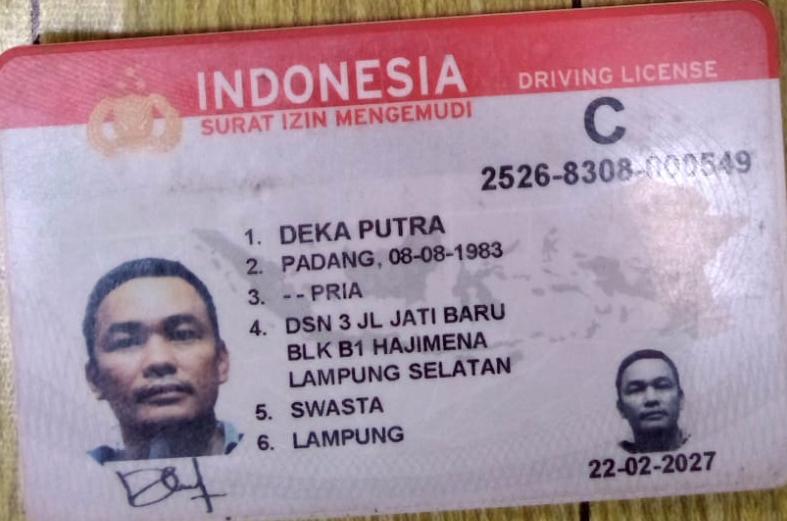 INDONESIA
SURAT IZIN MENGEMUDI
DRIVING LICENSE
C
2526-8308-000549
1. DEKA PUTRA
2. PADANG, 08-08-1983
3. -- PRIA
4. DSN 3 JL JATI BARU
BLK B1 HAJIMENA
LAMPUNG SELATAN
5. SWASTA
6. LAMPUNG
22-02-2027